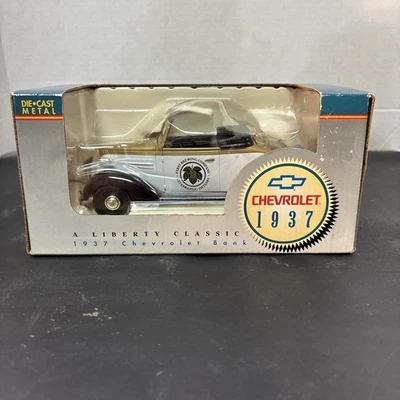 DIE•CAST
METAL
CHEVROLET
1937
A LIBERTY CLASSIC
1937 Chevrolet Bank